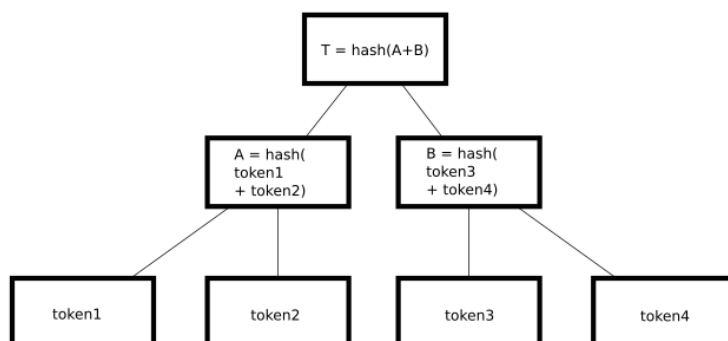 T = hash(A+B)
A = hash(
token1
+ token2)
B = hash(
token3
+ token4)
token1
token2
token3
token4